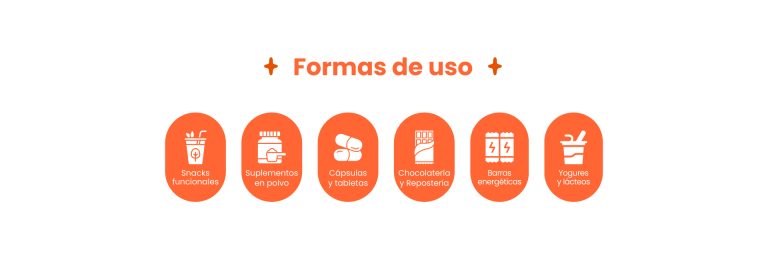 Formas de uso
Snacks
funcionales
Suplementos
en polvo
Cápsulas
y tabletas
Chocolatería
y Repostería
Barras
energéticas
Yogures
y lácteos